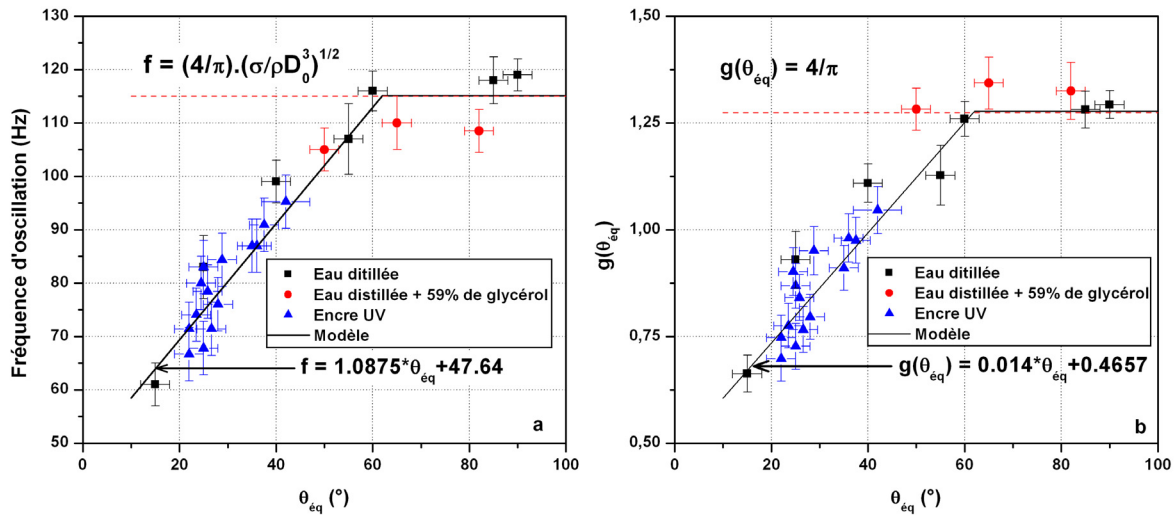 f = (4/π).(σ/ρD₀³)^1/2
Fréquence d'oscillation (Hz)
130
120
110
100
90
80
70
60
50
Eau ditillée
Eau distillée + 59% de glycérol
Encre UV
Modèle
f = 1.0875*θéq+47.64
a
0
20
40
60
80
100
θéq (°)
g(θéq) = 4/π
g(θéq)
1,50
1,25
1,00
0,75
0,50
Eau ditillée
Eau distillée + 59% de glycérol
Encre UV
Modèle
g(θéq) = 0.014*θéq+0.4657
b
0
20
40
60
80
100
θéq (°)